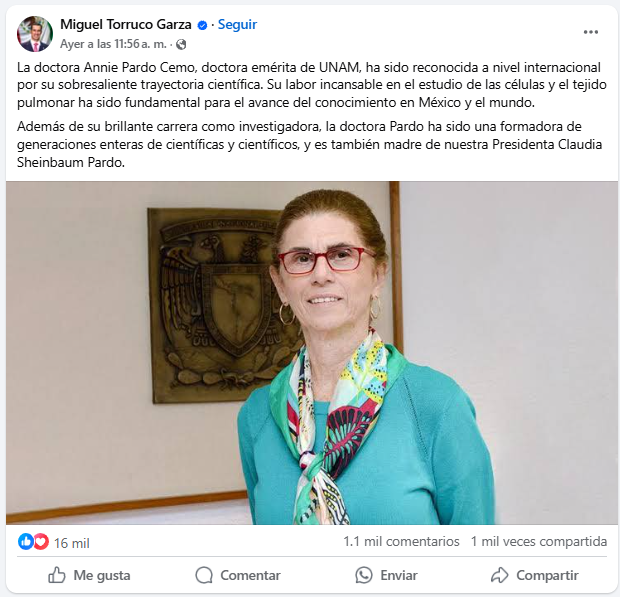 Miguel Torruco Garza · Seguir
Ayer a las 11:56 a. m. ·
La doctora Annie Pardo Cemo, doctora emérita de UNAM, ha sido reconocida a nivel internacional
por su sobresaliente trayectoria científica. Su labor incansable en el estudio de las células y el tejido
pulmonar ha sido fundamental para el avance del conocimiento en México y el mundo.
Además de su brillante carrera como investigadora, la doctora Pardo ha sido una formadora de
generaciones enteras de científicas y científicos, y es también madre de nuestra Presidenta Claudia
Sheinbaum Pardo.
16 mil
1.1 mil comentarios 1 mil veces compartida
Me gusta
Comentar
Enviar
Compartir